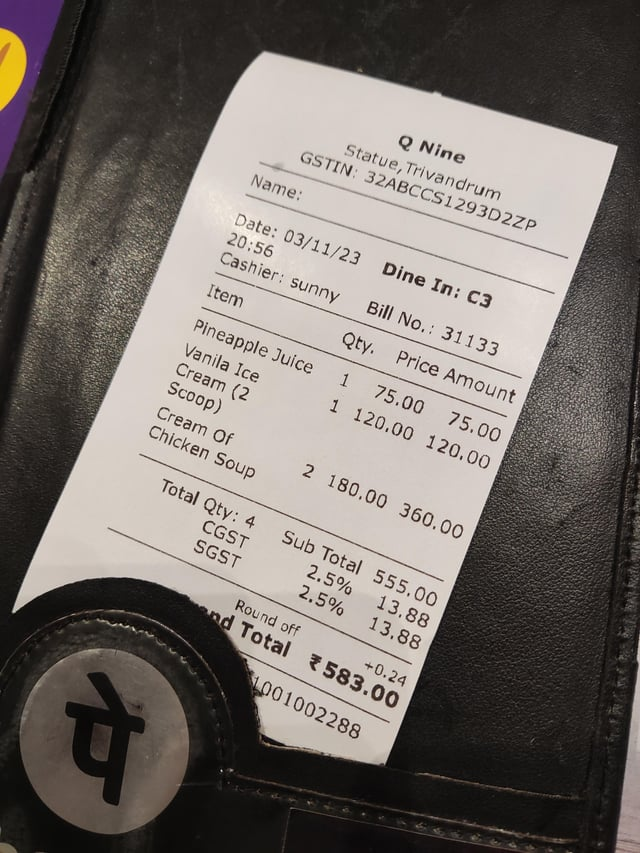 Q Nine
Statue,Trivandrum
GSTIN: 32ABCCS1293D2ZP
Name:
Date: 03/11/23 Dine In: C3
20:56
Cashier: sunny Bill No.: 31133
Item Qty. Price Amount
Pineapple Juice 1 75.00 75.00
Vanila Ice 1 120.00 120.00
Cream (2
Scoop)
Cream Of
Chicken Soup 2 180.00 360.00
Total Qty: 4 Sub Total 555.00
CGST 2.5% 13.88
SGST 2.5% 13.88
Round off +0.24
Total ₹583.00
1001002288
पे